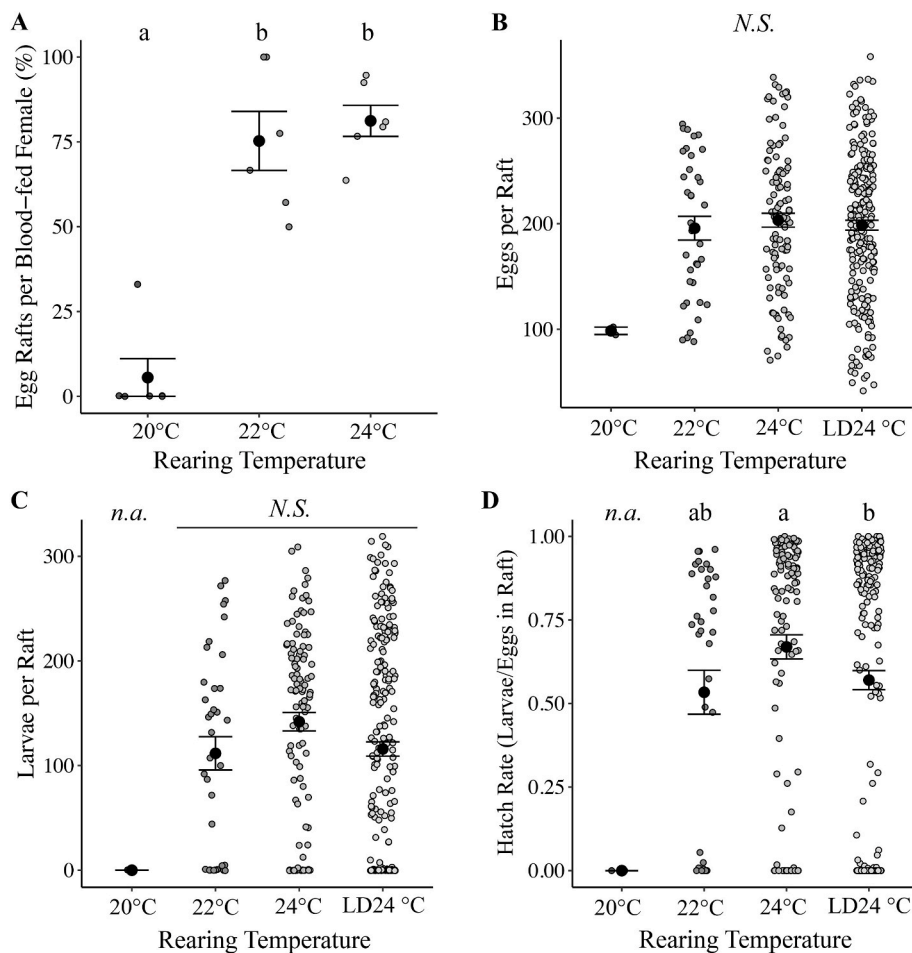 A
a b b
Egg Rafts per Blood−fed Female (%)
100
75
50
25
0
20°C 22°C 24°C
Rearing Temperature
B
N.S.
Eggs per Raft
300
200
100
20°C 22°C 24°C LD24 °C
Rearing Temperature
C
n.a. N.S.
Larvae per Raft
300
200
100
0
20°C 22°C 24°C LD24 °C
Rearing Temperature
D
n.a. ab a b
Hatch Rate (Larvae/Eggs in Raft)
1.00
0.75
0.50
0.25
0.00
20°C 22°C 24°C LD24 °C
Rearing Temperature